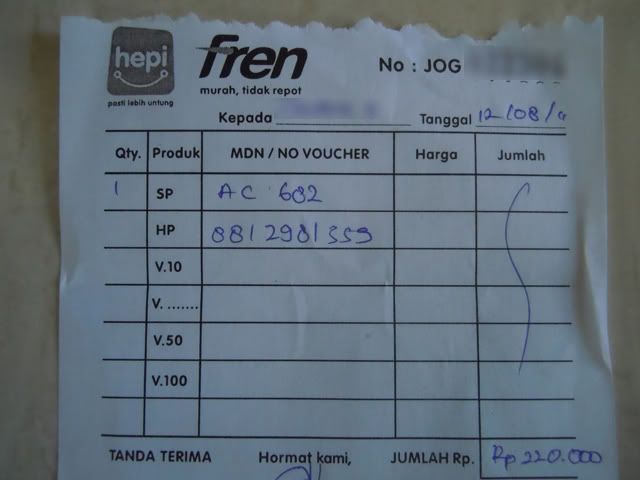 hepi
pasti lebih untung
fren
murah, tidak repot
No : JOG
Kepada
Tanggal 12/08/
Qty. Produk MDN / NO VOUCHER Harga Jumlah
1 SP AC 682
HP 8812981559
V.10
V. .......
V.50
V.100
TANDA TERIMA Hormat kami, JUMLAH Rp. Rp 220.000